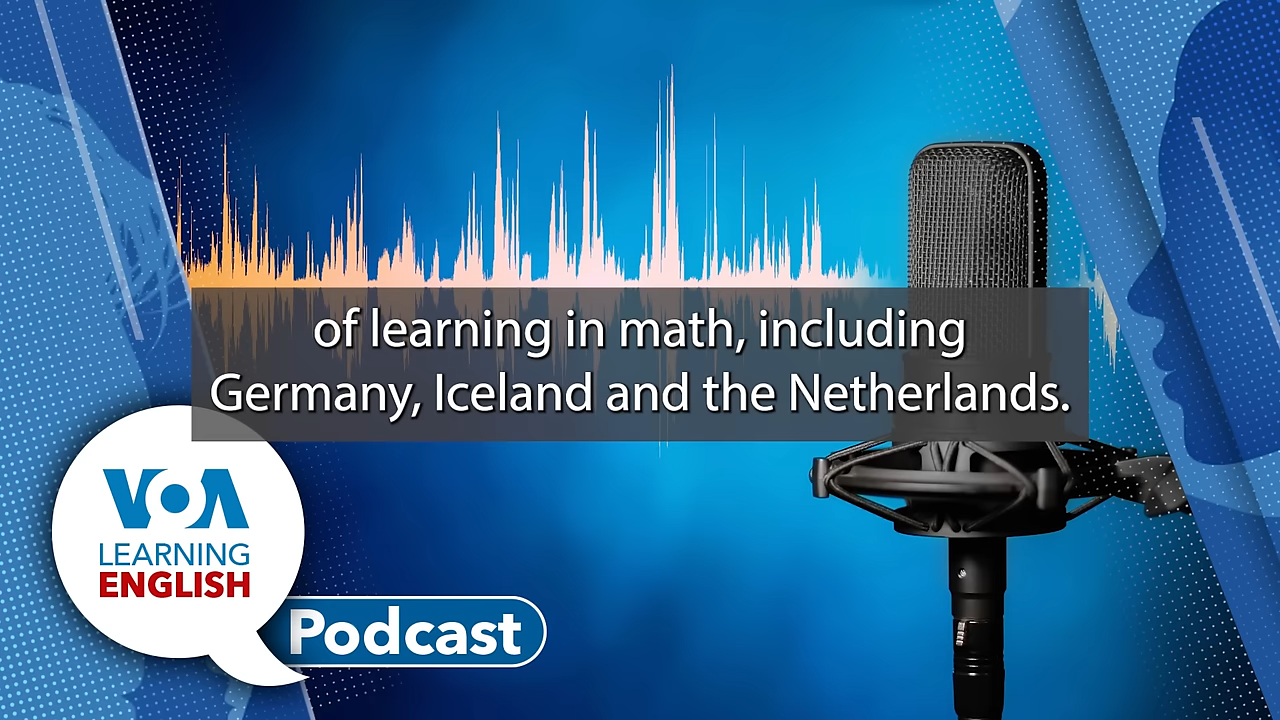 of learning in math, including
Germany, Iceland and the Netherlands.
VOA
LEARNING
ENGLISH
Podcast